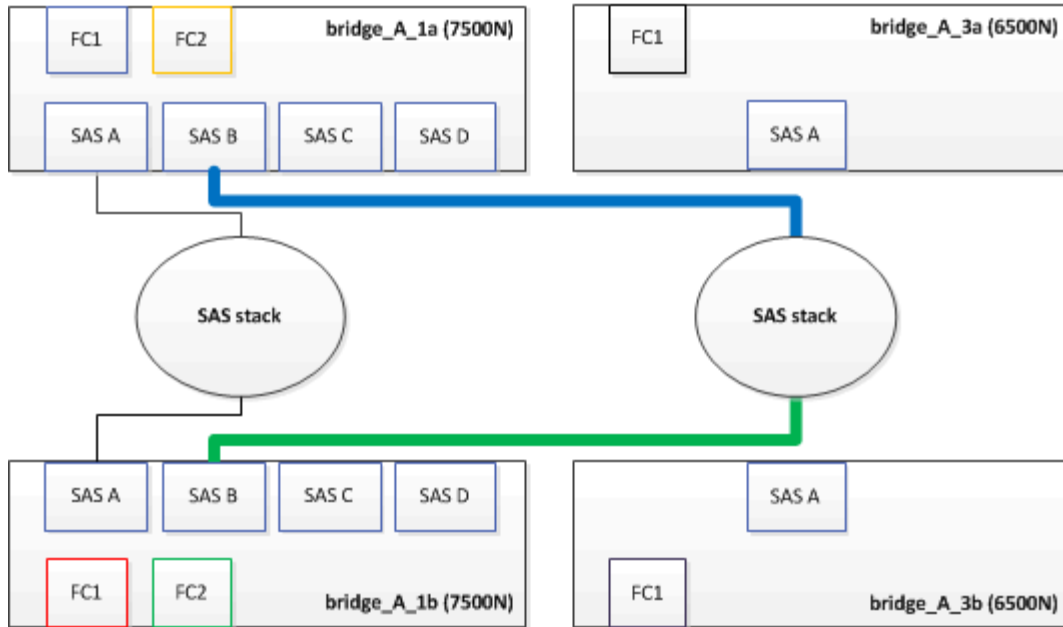 bridge_A_1a (7500N)
FC1
FC2
SAS A
SAS B
SAS C
SAS D
bridge_A_3a (6500N)
FC1
SAS A
SAS stack
SAS stack
SAS A
SAS B
SAS C
SAS D
FC1
FC2
bridge_A_1b (7500N)
SAS A
FC1
bridge_A_3b (6500N)